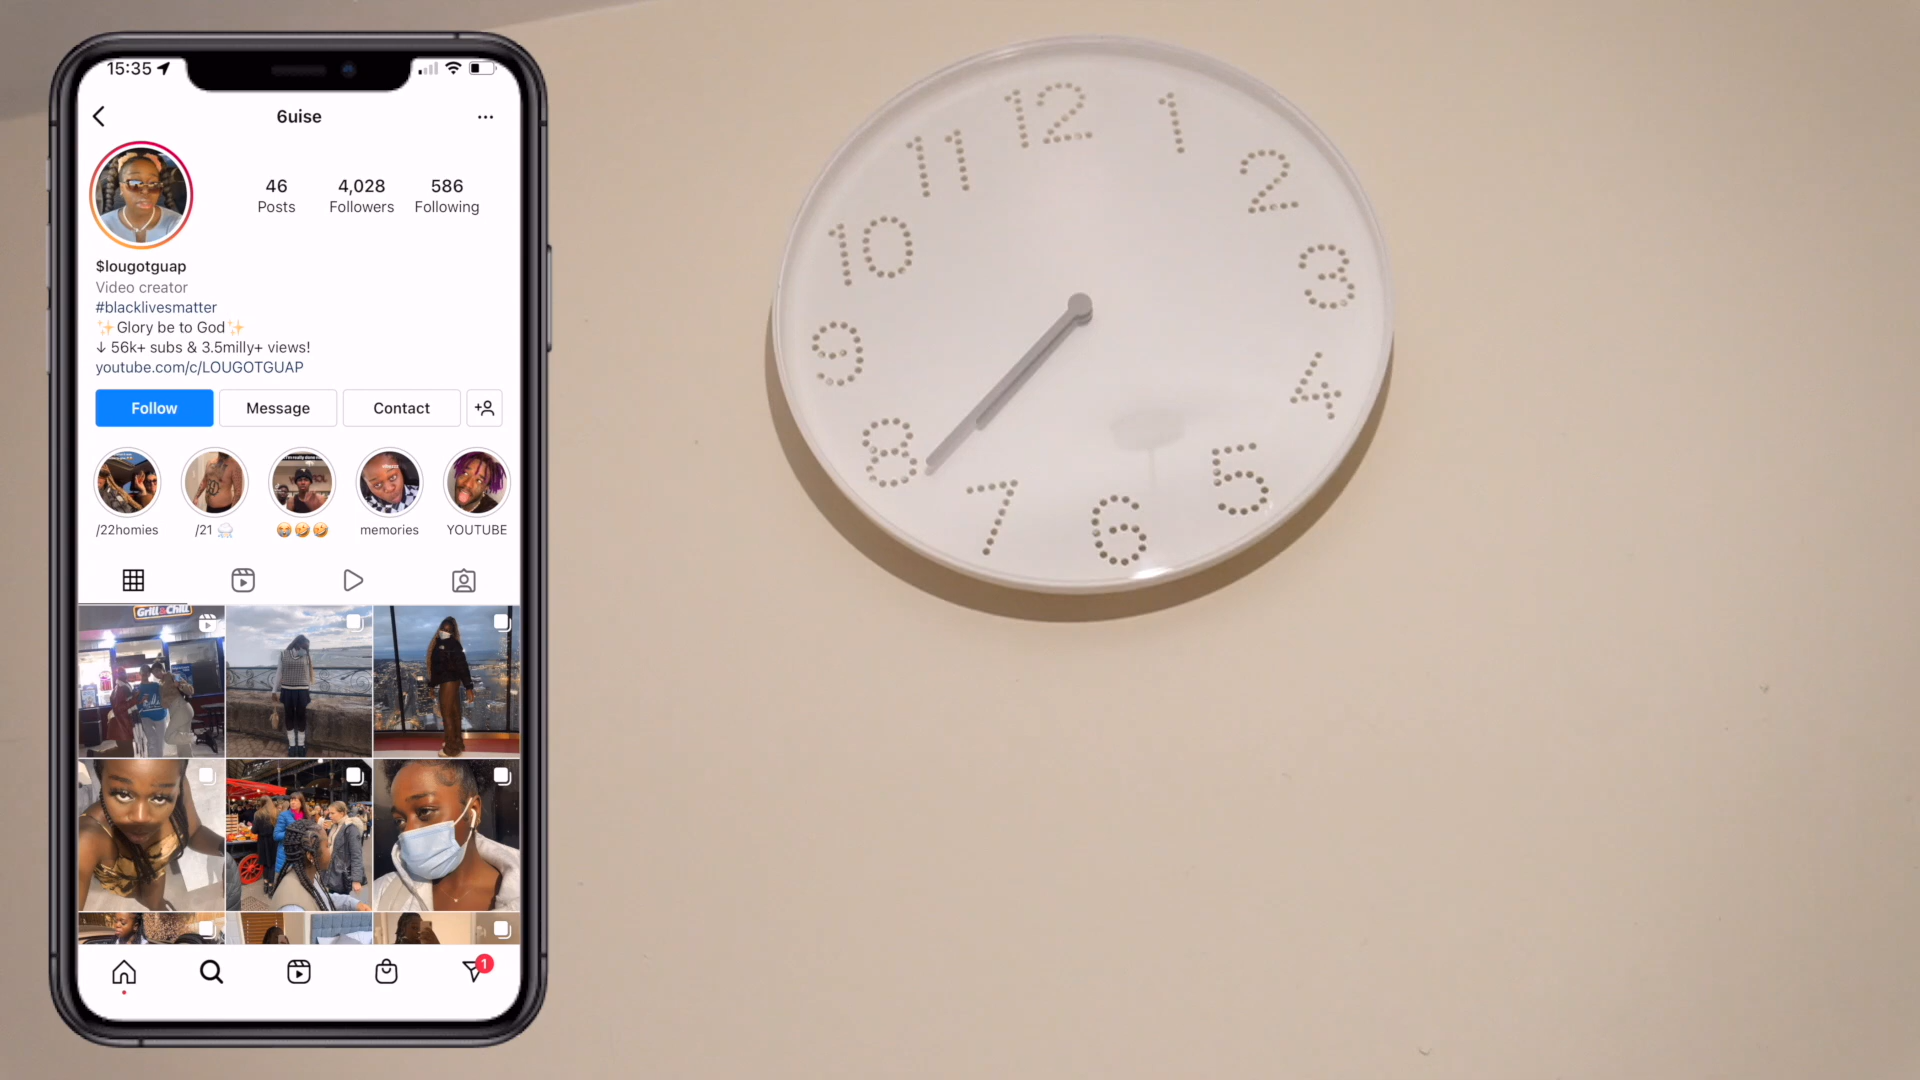 15:35
6uise
46
Posts
4,028
Followers
586
Following
$lougotguap
Video creator
#blacklivesmatter
✨Glory be to God✨
↓ 56k+ subs & 3.5milly+ views!
youtube.com/c/LOUGOTGUAP
Follow
Message
Contact
/22homies
/21 🌧
😭🤣🤣
memories
YOUTUBE
Grill&Chill
1
12
1
2
3
4
5
6
7
8
9
10
11